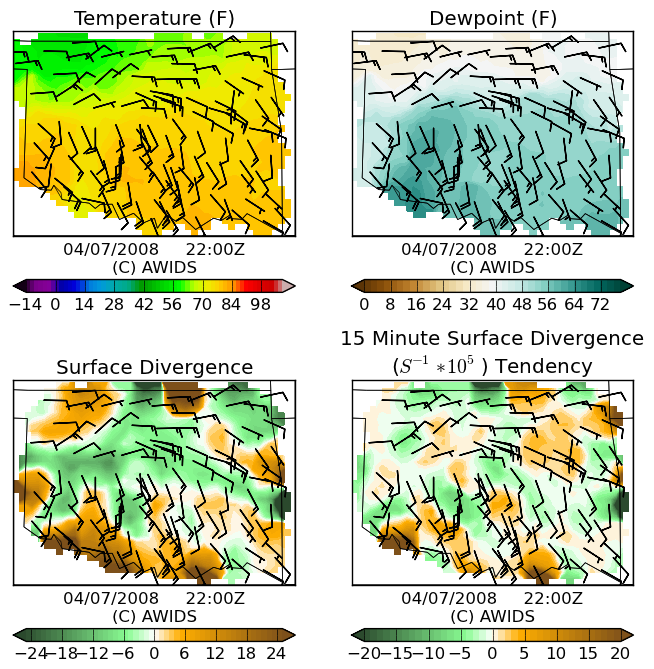 Temperature (F)
Dewpoint (F)
04/07/2008 22:00Z
(C) AWIDS
04/07/2008 22:00Z
(C) AWIDS
−14 0 14 28 42 56 70 84 98
0 8 16 24 32 40 48 56 64 72
Surface Divergence
15 Minute Surface Divergence
(S⁻¹ *10⁵ ) Tendency
04/07/2008 22:00Z
(C) AWIDS
04/07/2008 22:00Z
(C) AWIDS
−24−18−12 −6 0 6 12 18 24
−20−15−10 −5 0 5 10 15 20